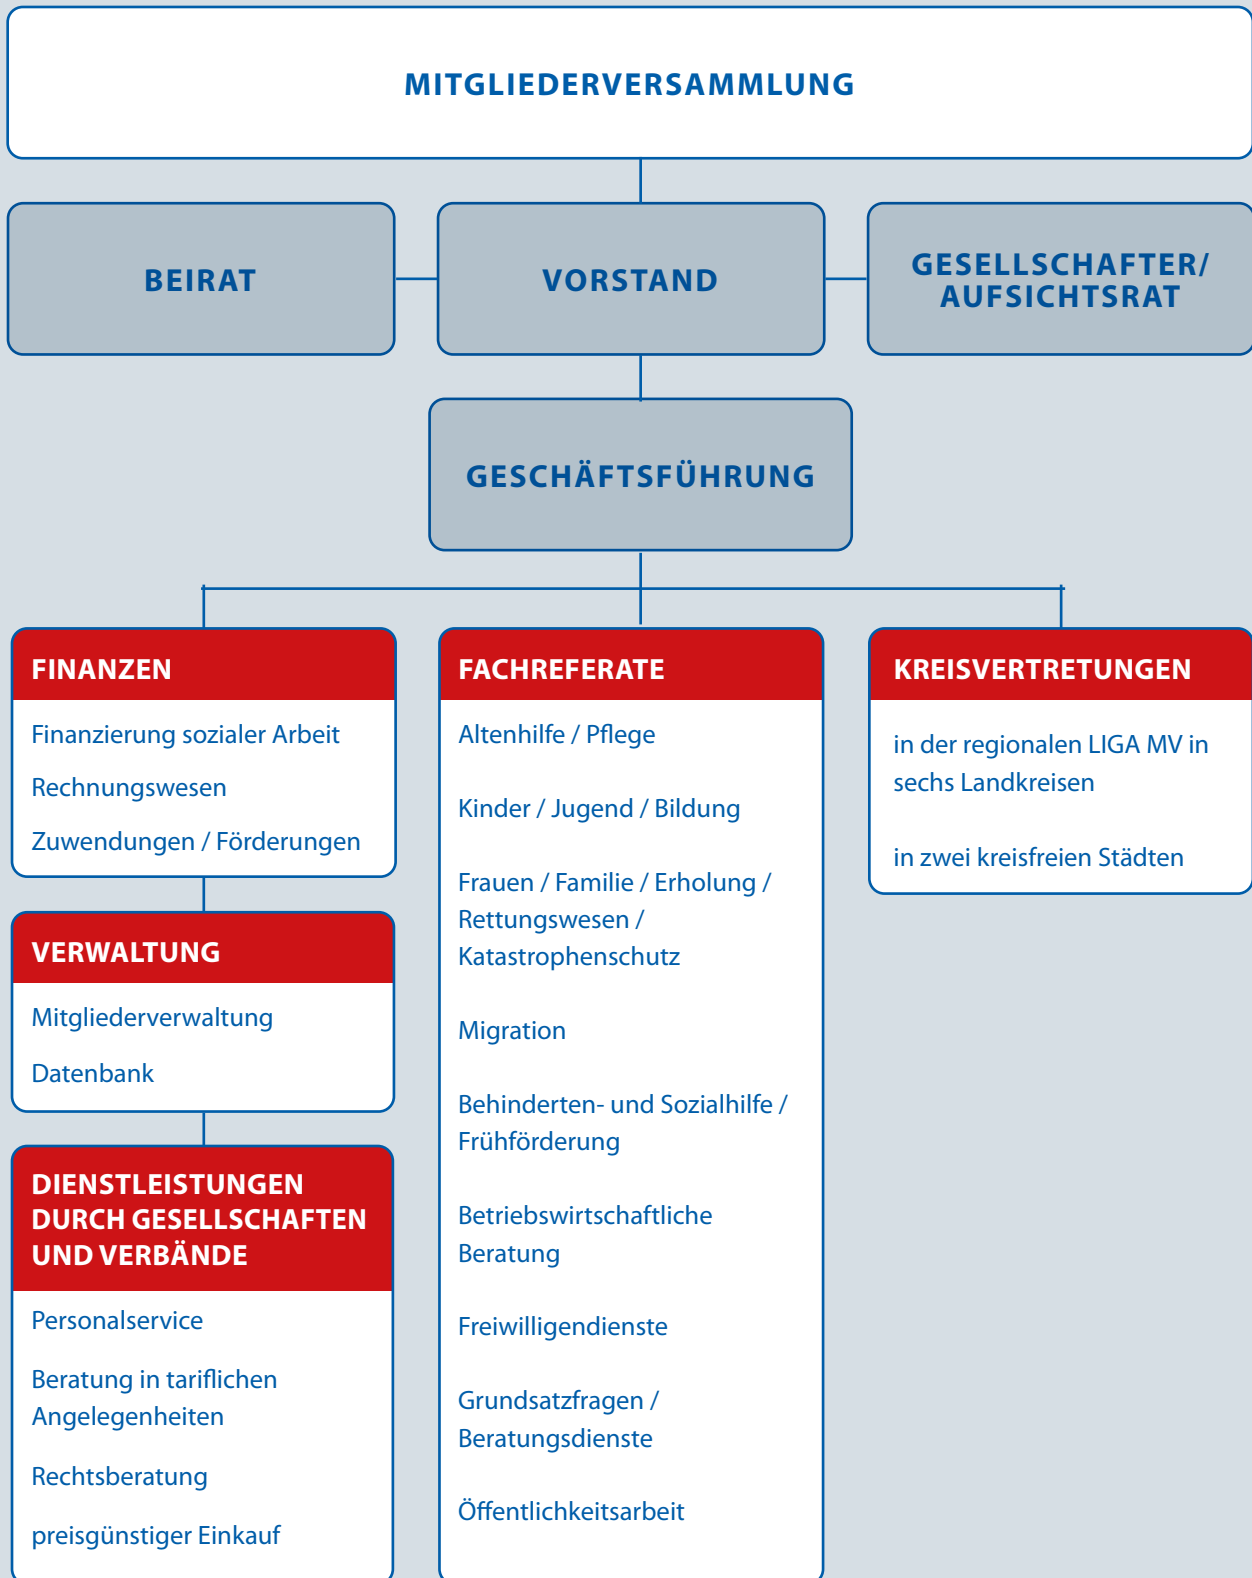 MITGLIEDERVERSAMMLUNG
BEIRAT
VORSTAND
GESELLSCHAFTER/
AUFSICHTSRAT
GESCHÄFTSFÜHRUNG
FINANZEN
Finanzierung sozialer Arbeit
Rechnungswesen
Zuwendungen / Förderungen
VERWALTUNG
Mitgliederverwaltung
Datenbank
DIENSTLEISTUNGEN
DURCH GESELLSCHAFTEN
UND VERBÄNDE
Personalservice
Beratung in tariflichen
Angelegenheiten
Rechtsberatung
preisgünstiger Einkauf
FACHREFERATE
Altenhilfe / Pflege
Kinder / Jugend / Bildung
Frauen / Familie / Erholung /
Rettungswesen /
Katastrophenschutz
Migration
Behinderten- und Sozialhilfe /
Frühförderung
Betriebswirtschaftliche
Beratung
Freiwilligendienste
Grundsatzfragen /
Beratungsdienste
Öffentlichkeitsarbeit
KREISVERTRETUNGEN
in der regionalen LIGA MV in
sechs Landkreisen
in zwei kreisfreien Städten